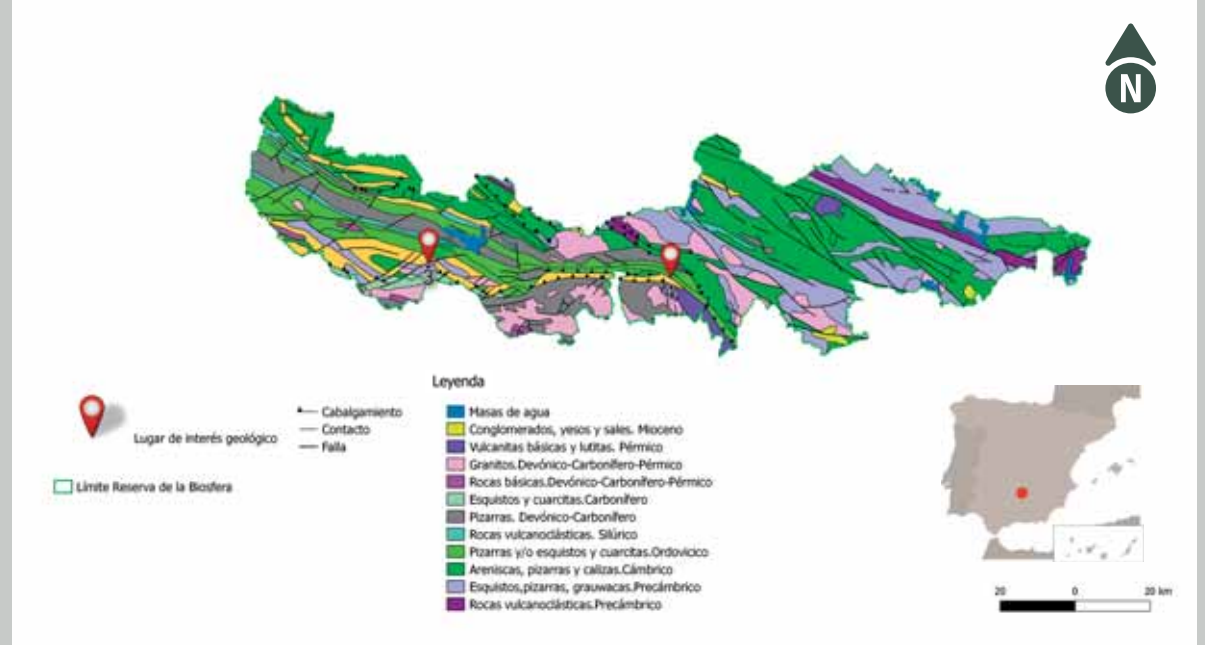 N
Leyenda
Lugar de interés geológico
Límite Reserva de la Biosfera
Cabalgamiento
Contacto
Falla
Masas de agua
Conglomerados, yesos y sales. Mioceno
Vulcanitas básicas y lutitas. Pérmico
Granitos.Devónico-Carbonífero-Pérmico
Rocas básicas.Devónico-Carbonífero-Pérmico
Esquistos y cuarcitas.Carbonífero
Pizarras. Devónico-Carbonífero
Rocas vulcanoclásticas. Silúrico
Pizarras y/o esquistos y cuarcitas.Ordovicico
Areniscas, pizarras y calizas.Cámbrico
Esquistos,pizarras, grauwacas.Precámbrico
Rocas vulcanoclásticas.Precámbrico
20 0 20 km